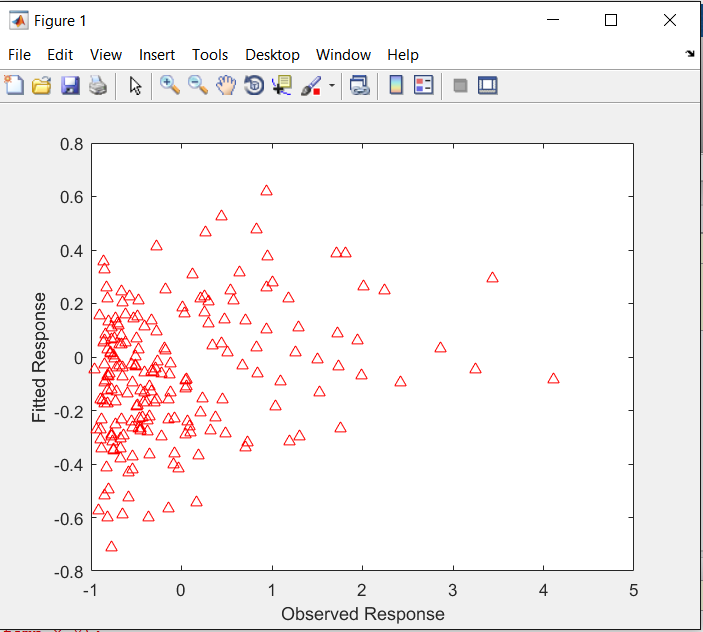 Figure 1
File Edit View Insert Tools Desktop Window Help
0.8
0.6
0.4
0.2
0
-0.2
-0.4
-0.6
-0.8
Fitted Response
-1 0 1 2 3 4 5
Observed Response